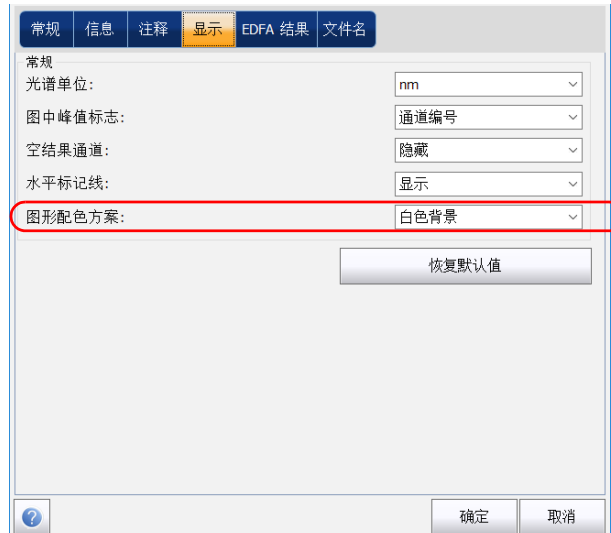 常规 信息 注释 显示 EDFA 结果 文件名
常规
光谱单位: nm
图中峰值标志: 通道编号
空结果通道: 隐藏
水平标记线: 显示
图形配色方案: 白色背景
恢复默认值
? 确定 取消